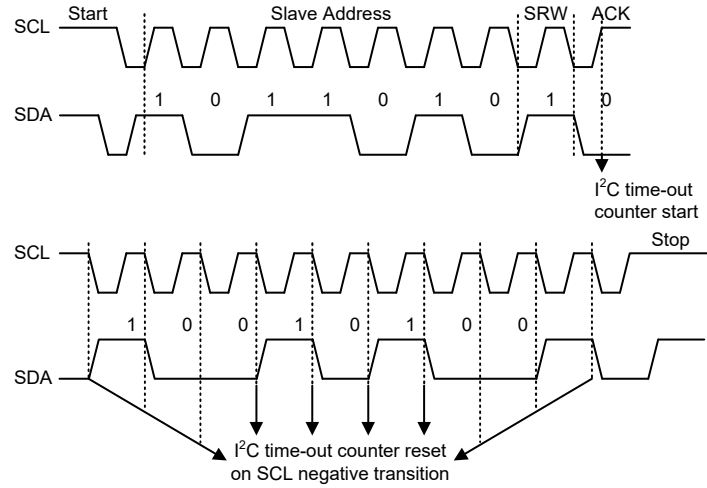 Start Slave Address SRW ACK
SCL
1 0 1 1 0 1 0 1 0
SDA
I²C time-out
counter start
Stop
SCL
1 0 0 1 0 1 0 0
SDA
I²C time-out counter reset
on SCL negative transition